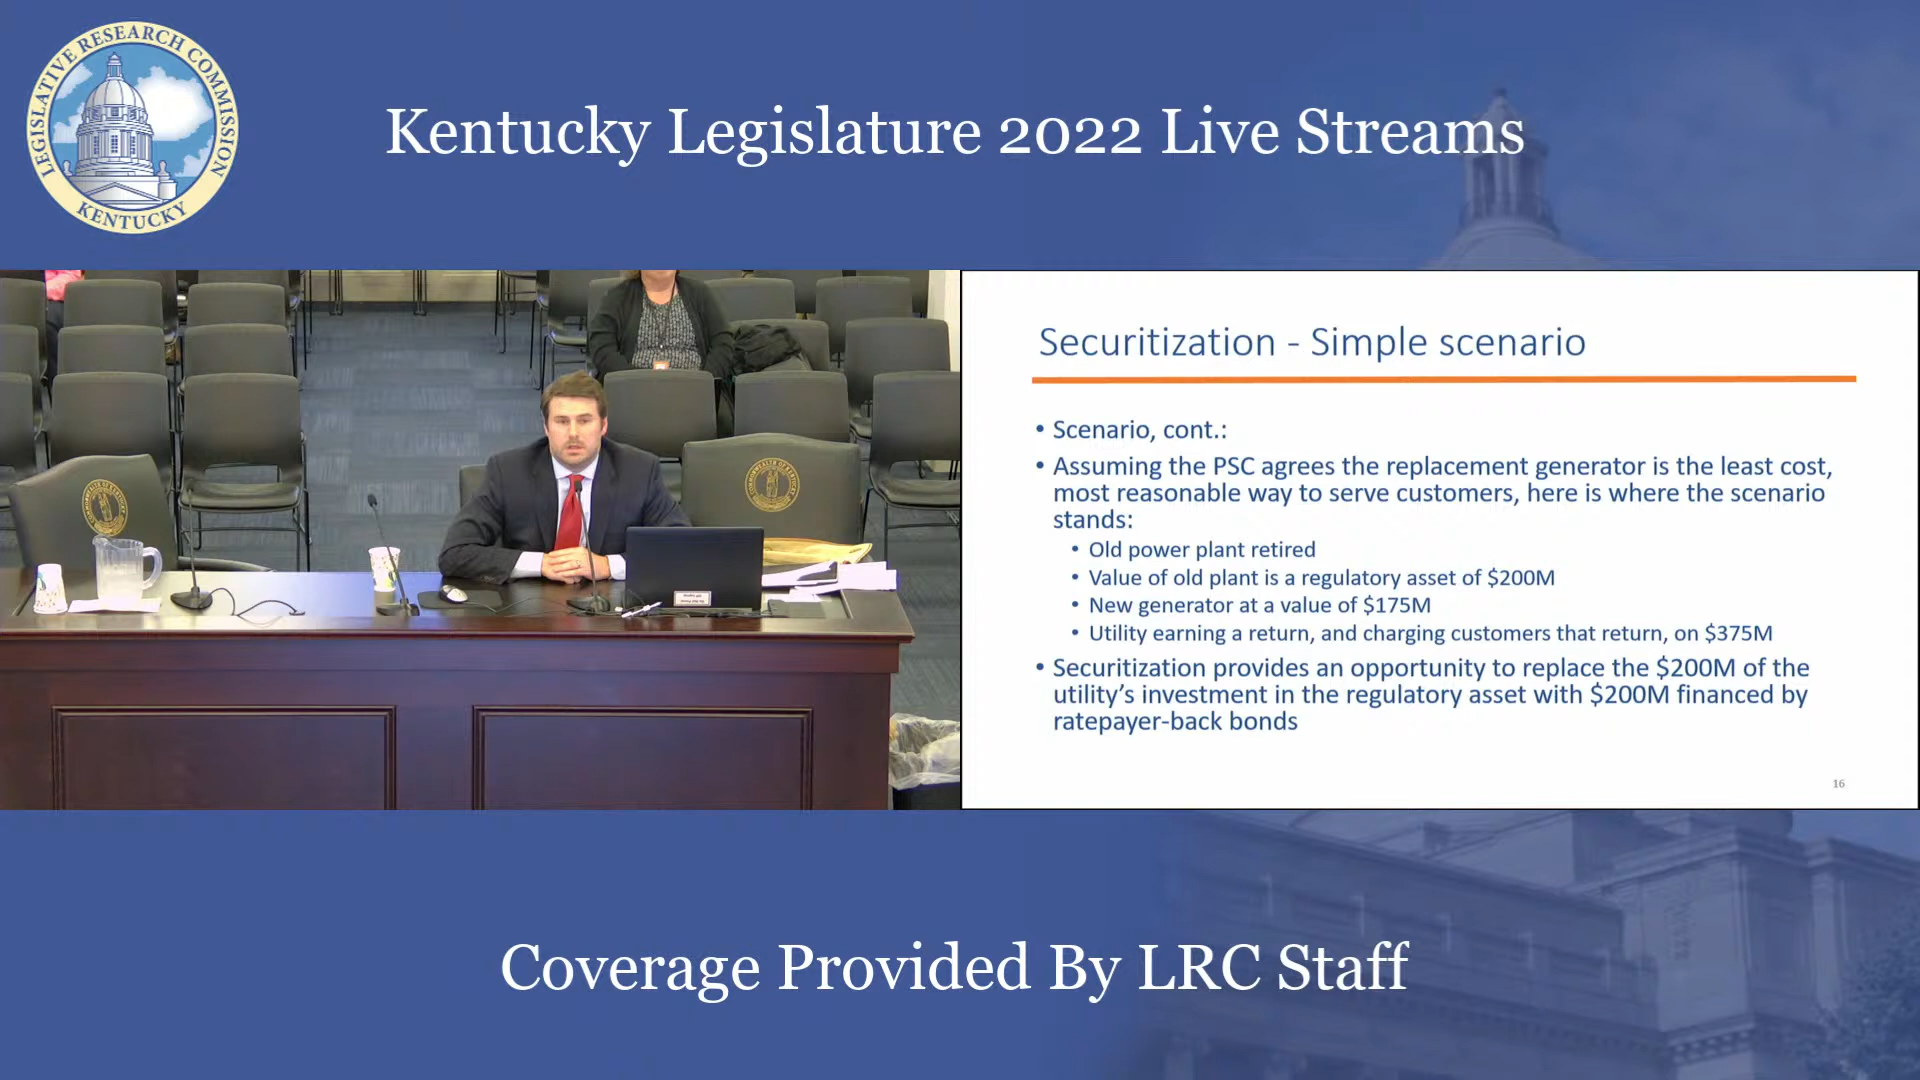 LEGISLATIVE RESEARCH COMMISSION
KENTUCKY
Kentucky Legislature 2022 Live Streams
Securitization - Simple scenario
• Scenario, cont.:
• Assuming the PSC agrees the replacement generator is the least cost,
most reasonable way to serve customers, here is where the scenario
stands:
• Old power plant retired
• Value of old plant is a regulatory asset of $200M
• New generator at a value of $175M
• Utility earning a return, and charging customers that return, on $375M
• Securitization provides an opportunity to replace the $200M of the
utility's investment in the regulatory asset with $200M financed by
ratepayer-back bonds
16
Coverage Provided By LRC Staff